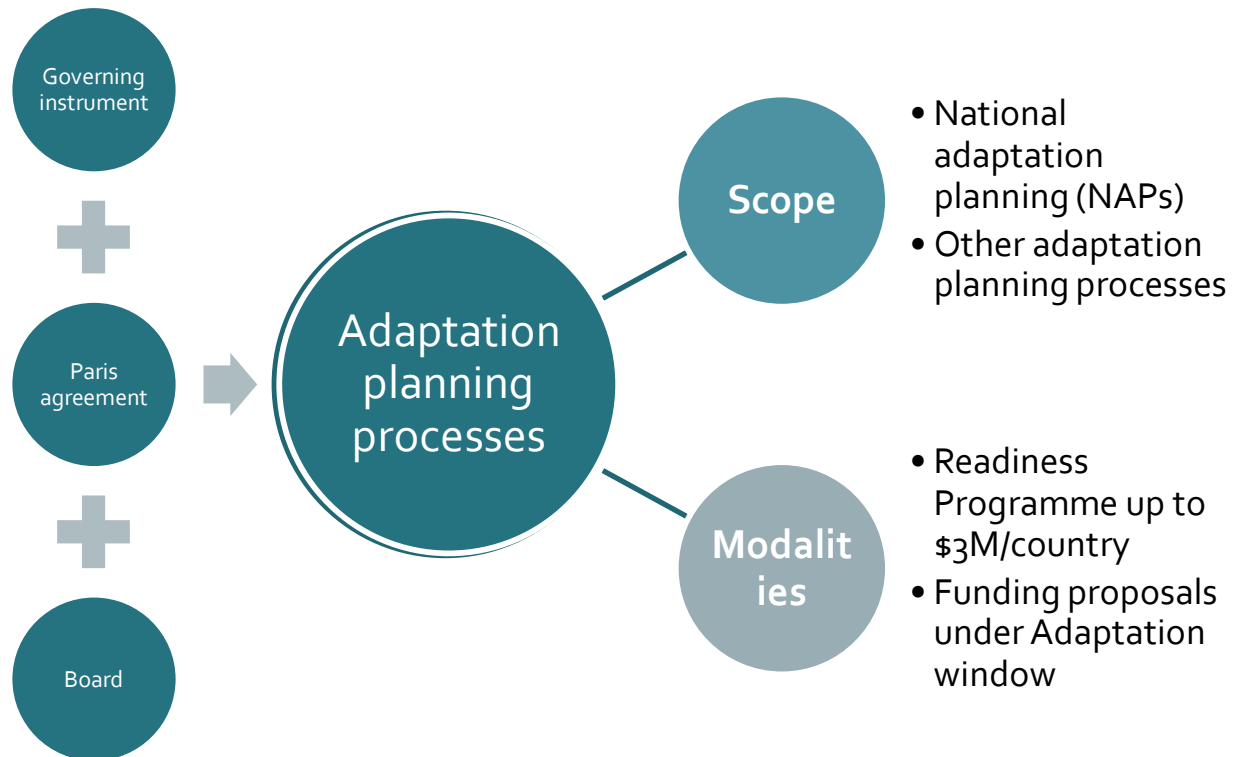 Governing
instrument
Paris
agreement
Board
Adaptation
planning
processes
Scope
• National
adaptation
planning (NAPs)
• Other adaptation
planning processes
Modalit
ies
• Readiness
Programme up to
$3M/country
• Funding proposals
under Adaptation
window